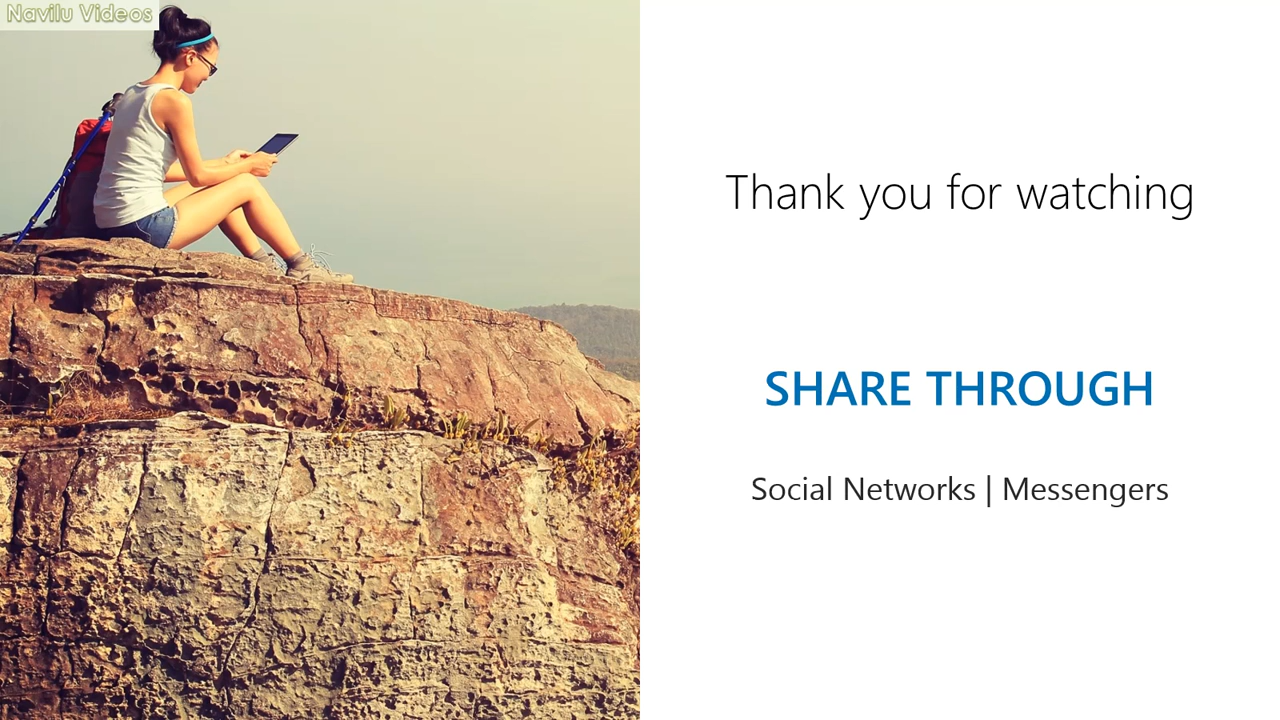 Navilu Videos
Thank you for watching
SHARE THROUGH
Social Networks | Messengers